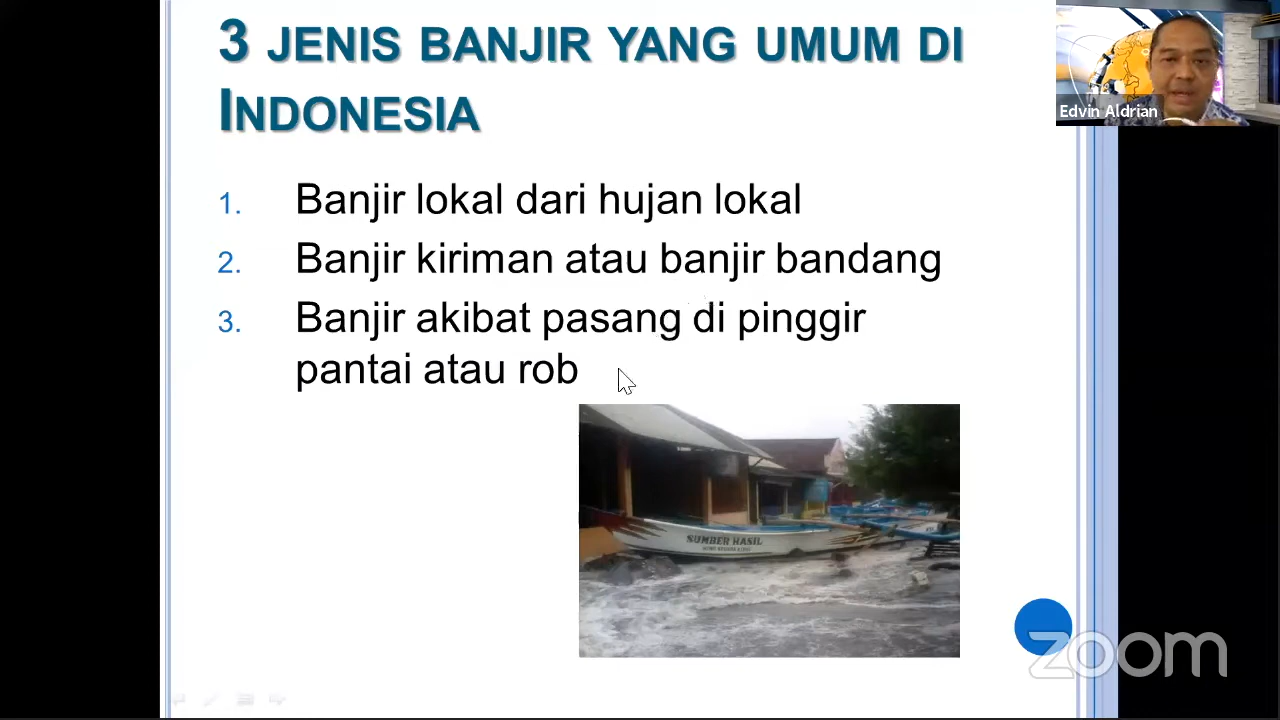 3 JENIS BANJIR YANG UMUM DI
INDONESIA
Edvin Aldrian
1. Banjir lokal dari hujan lokal
2. Banjir kiriman atau banjir bandang
3. Banjir akibat pasang di pinggir
pantai atau rob
SUMBER HASIL
zoom